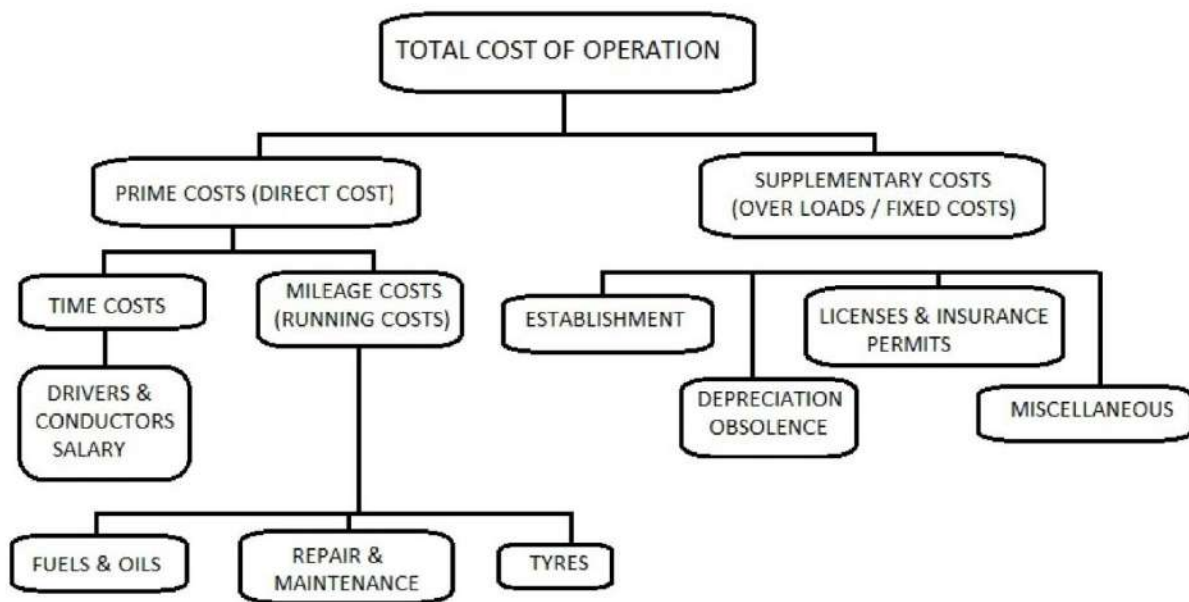 TOTAL COST OF OPERATION
PRIME COSTS (DIRECT COST)
SUPPLEMENTARY COSTS
(OVER LOADS / FIXED COSTS)
TIME COSTS
MILEAGE COSTS
(RUNNING COSTS)
ESTABLISHMENT
LICENSES & INSURANCE
PERMITS
DRIVERS &
CONDUCTORS
SALARY
DEPRECIATION
OBSOLENCE
MISCELLANEOUS
FUELS & OILS
REPAIR &
MAINTENANCE
TYRES